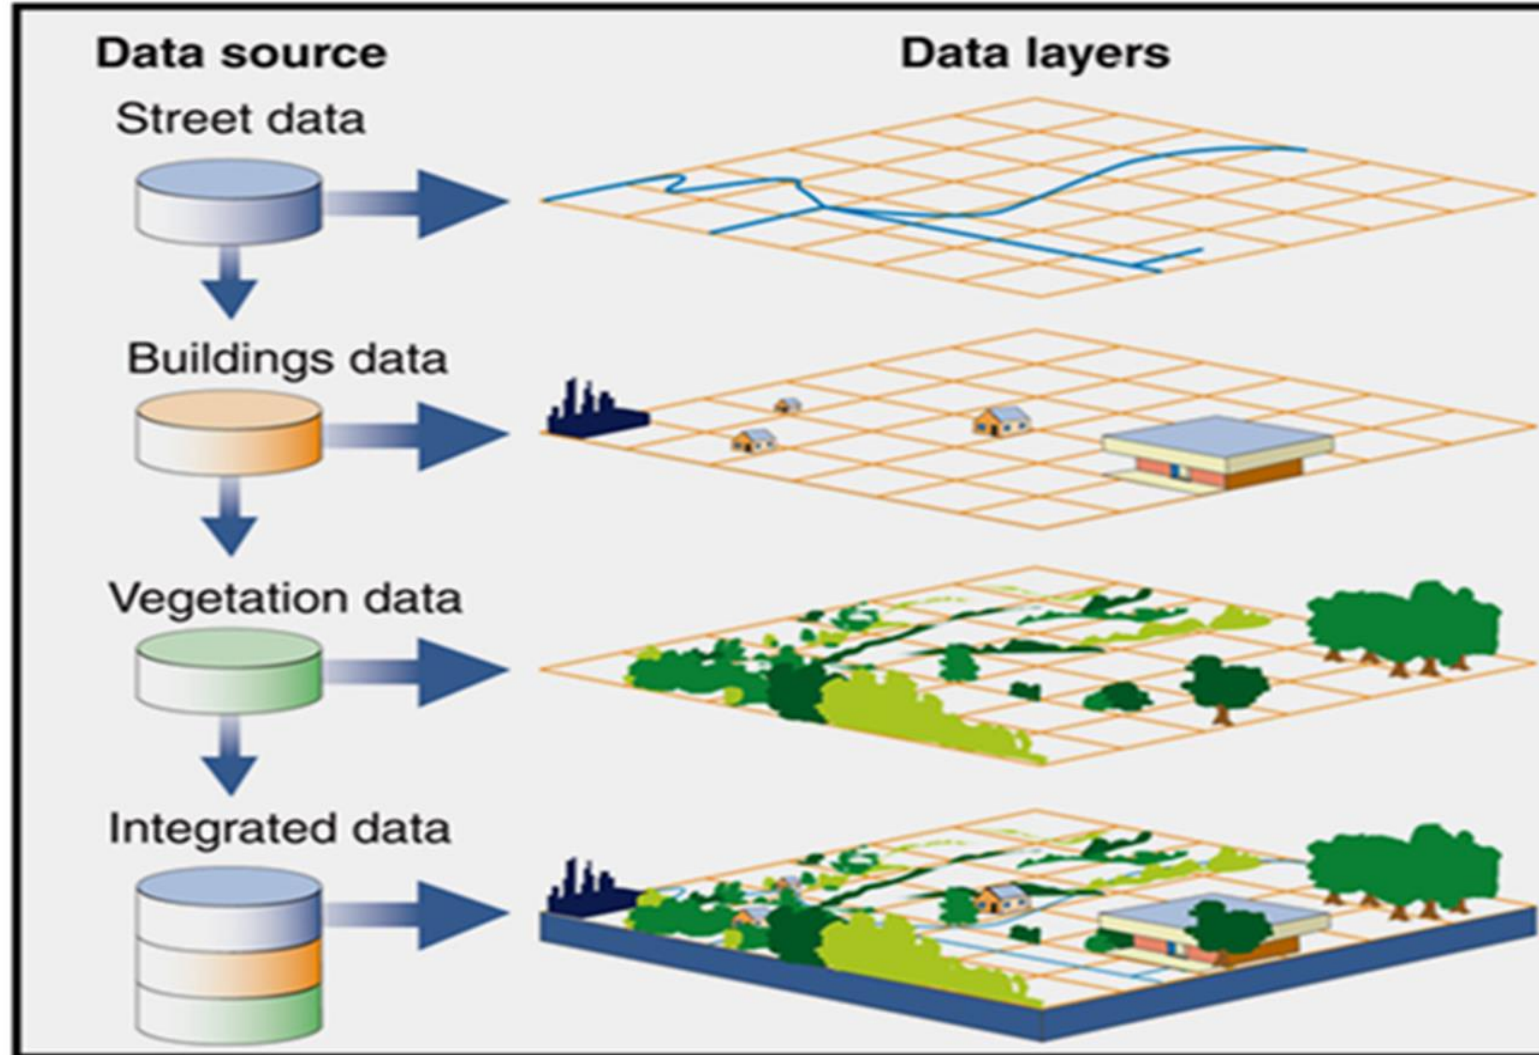 Data source
Data layers
Street data
Buildings data
Vegetation data
Integrated data